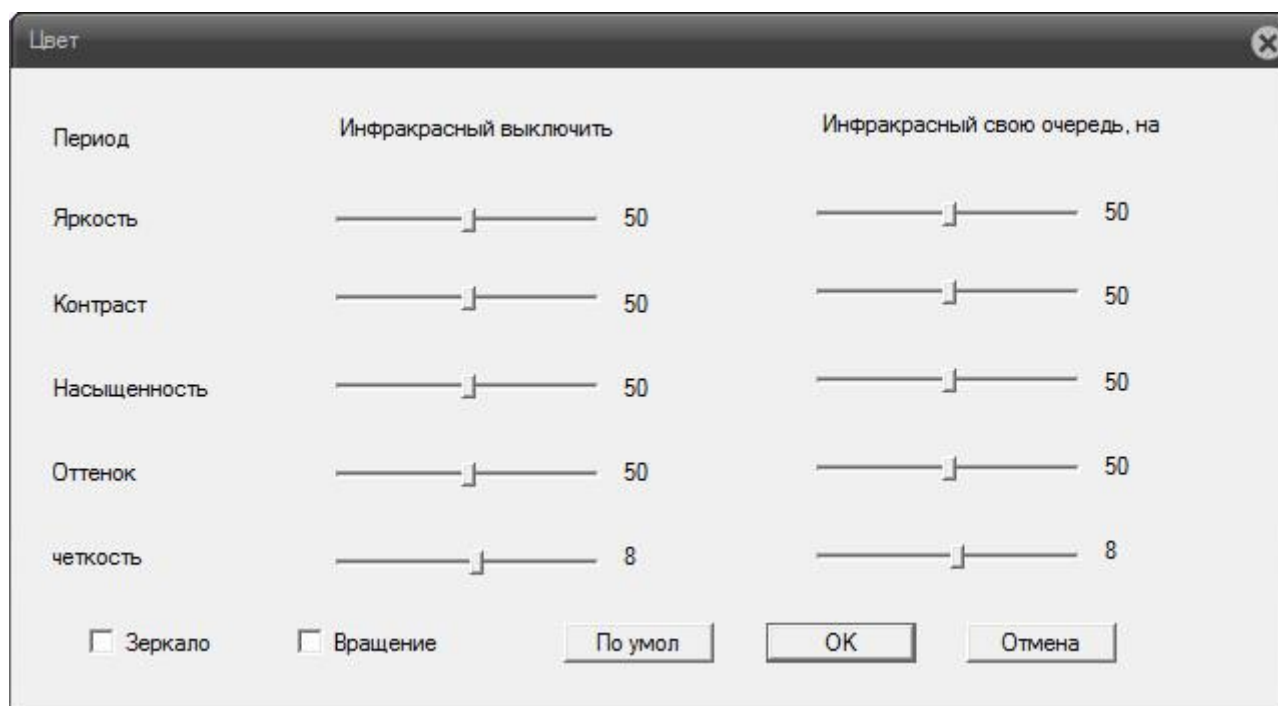 Цвет
Период Инфракрасный выключить Инфракрасный свою очередь, на
Яркость 50 50
Контраст 50 50
Насыщенность 50 50
Оттенок 50 50
четкость 8 8
Зеркало Вращение По умол OK Отмена